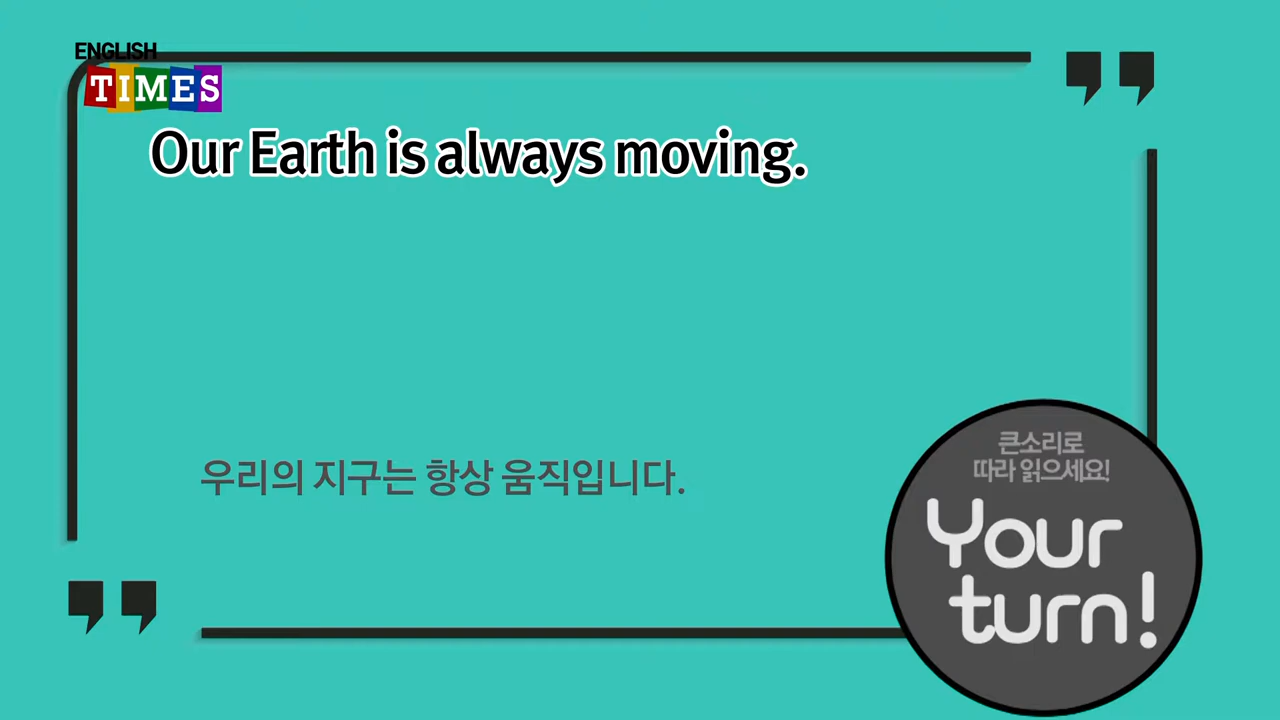 ENGLISH
TIMES
Our Earth is always moving.
우리의 지구는 항상 움직입니다.
큰소리로
따라 읽으세요!
Your
turn!